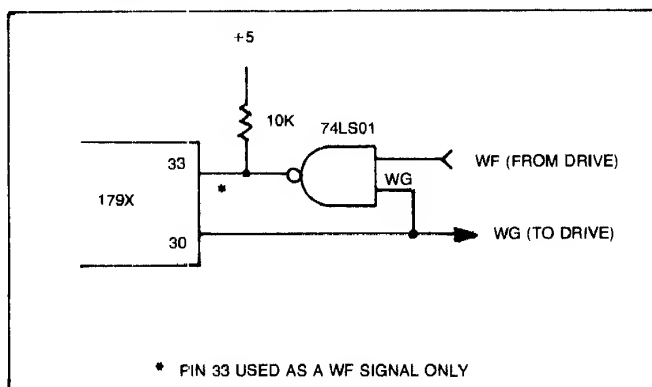 +5
10K
74LS01
33
*
WF (FROM DRIVE)
WG
179X
30
WG (TO DRIVE)
* PIN 33 USED AS A WF SIGNAL ONLY